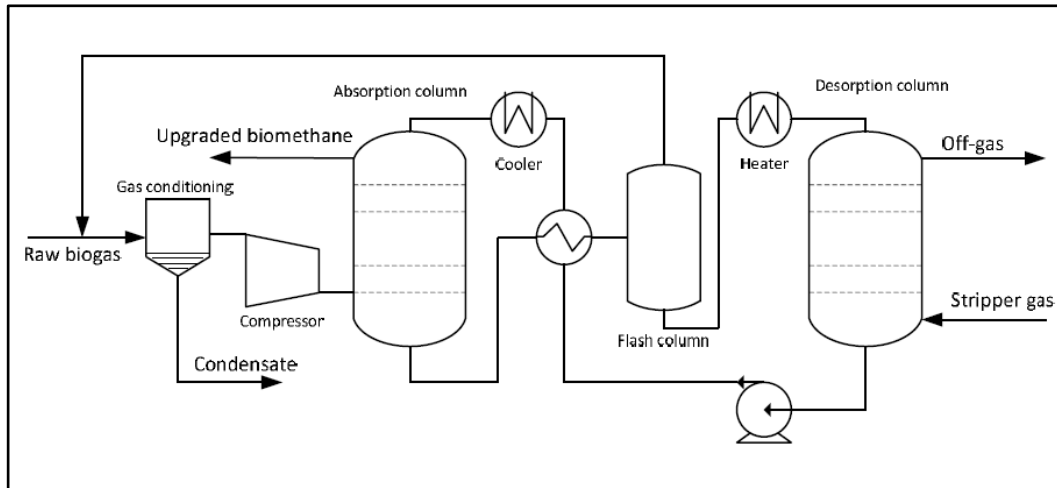 Absorption column
Desorption column
Upgraded biomethane
Cooler
Heater
Off-gas
Gas conditioning
Raw biogas
Stripper gas
Compressor
Flash column
Condensate